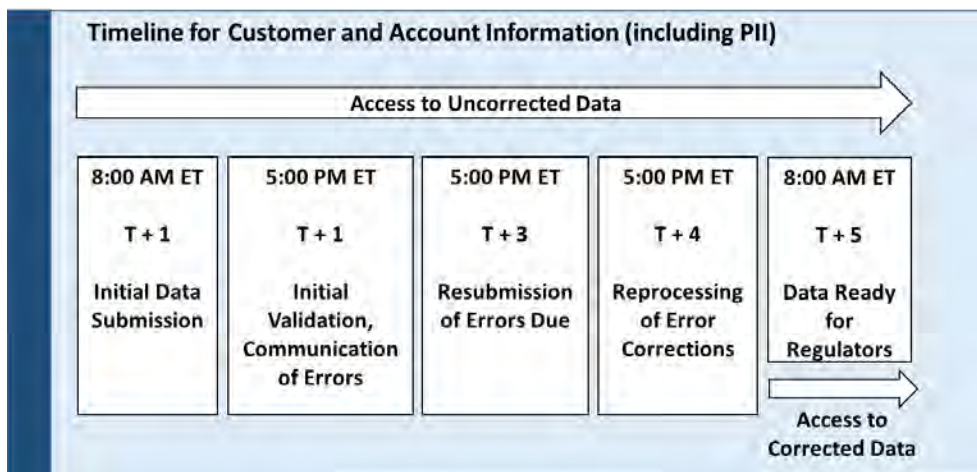 Timeline for Customer and Account Information (including PII)
Access to Uncorrected Data
8:00 AM ET
T + 1
Initial Data
Submission
5:00 PM ET
T + 1
Initial
Validation,
Communication
of Errors
5:00 PM ET
T + 3
Resubmission
of Errors Due
5:00 PM ET
T + 4
Reprocessing
of Error
Corrections
8:00 AM ET
T + 5
Data Ready
for
Regulators
Access to
Corrected Data